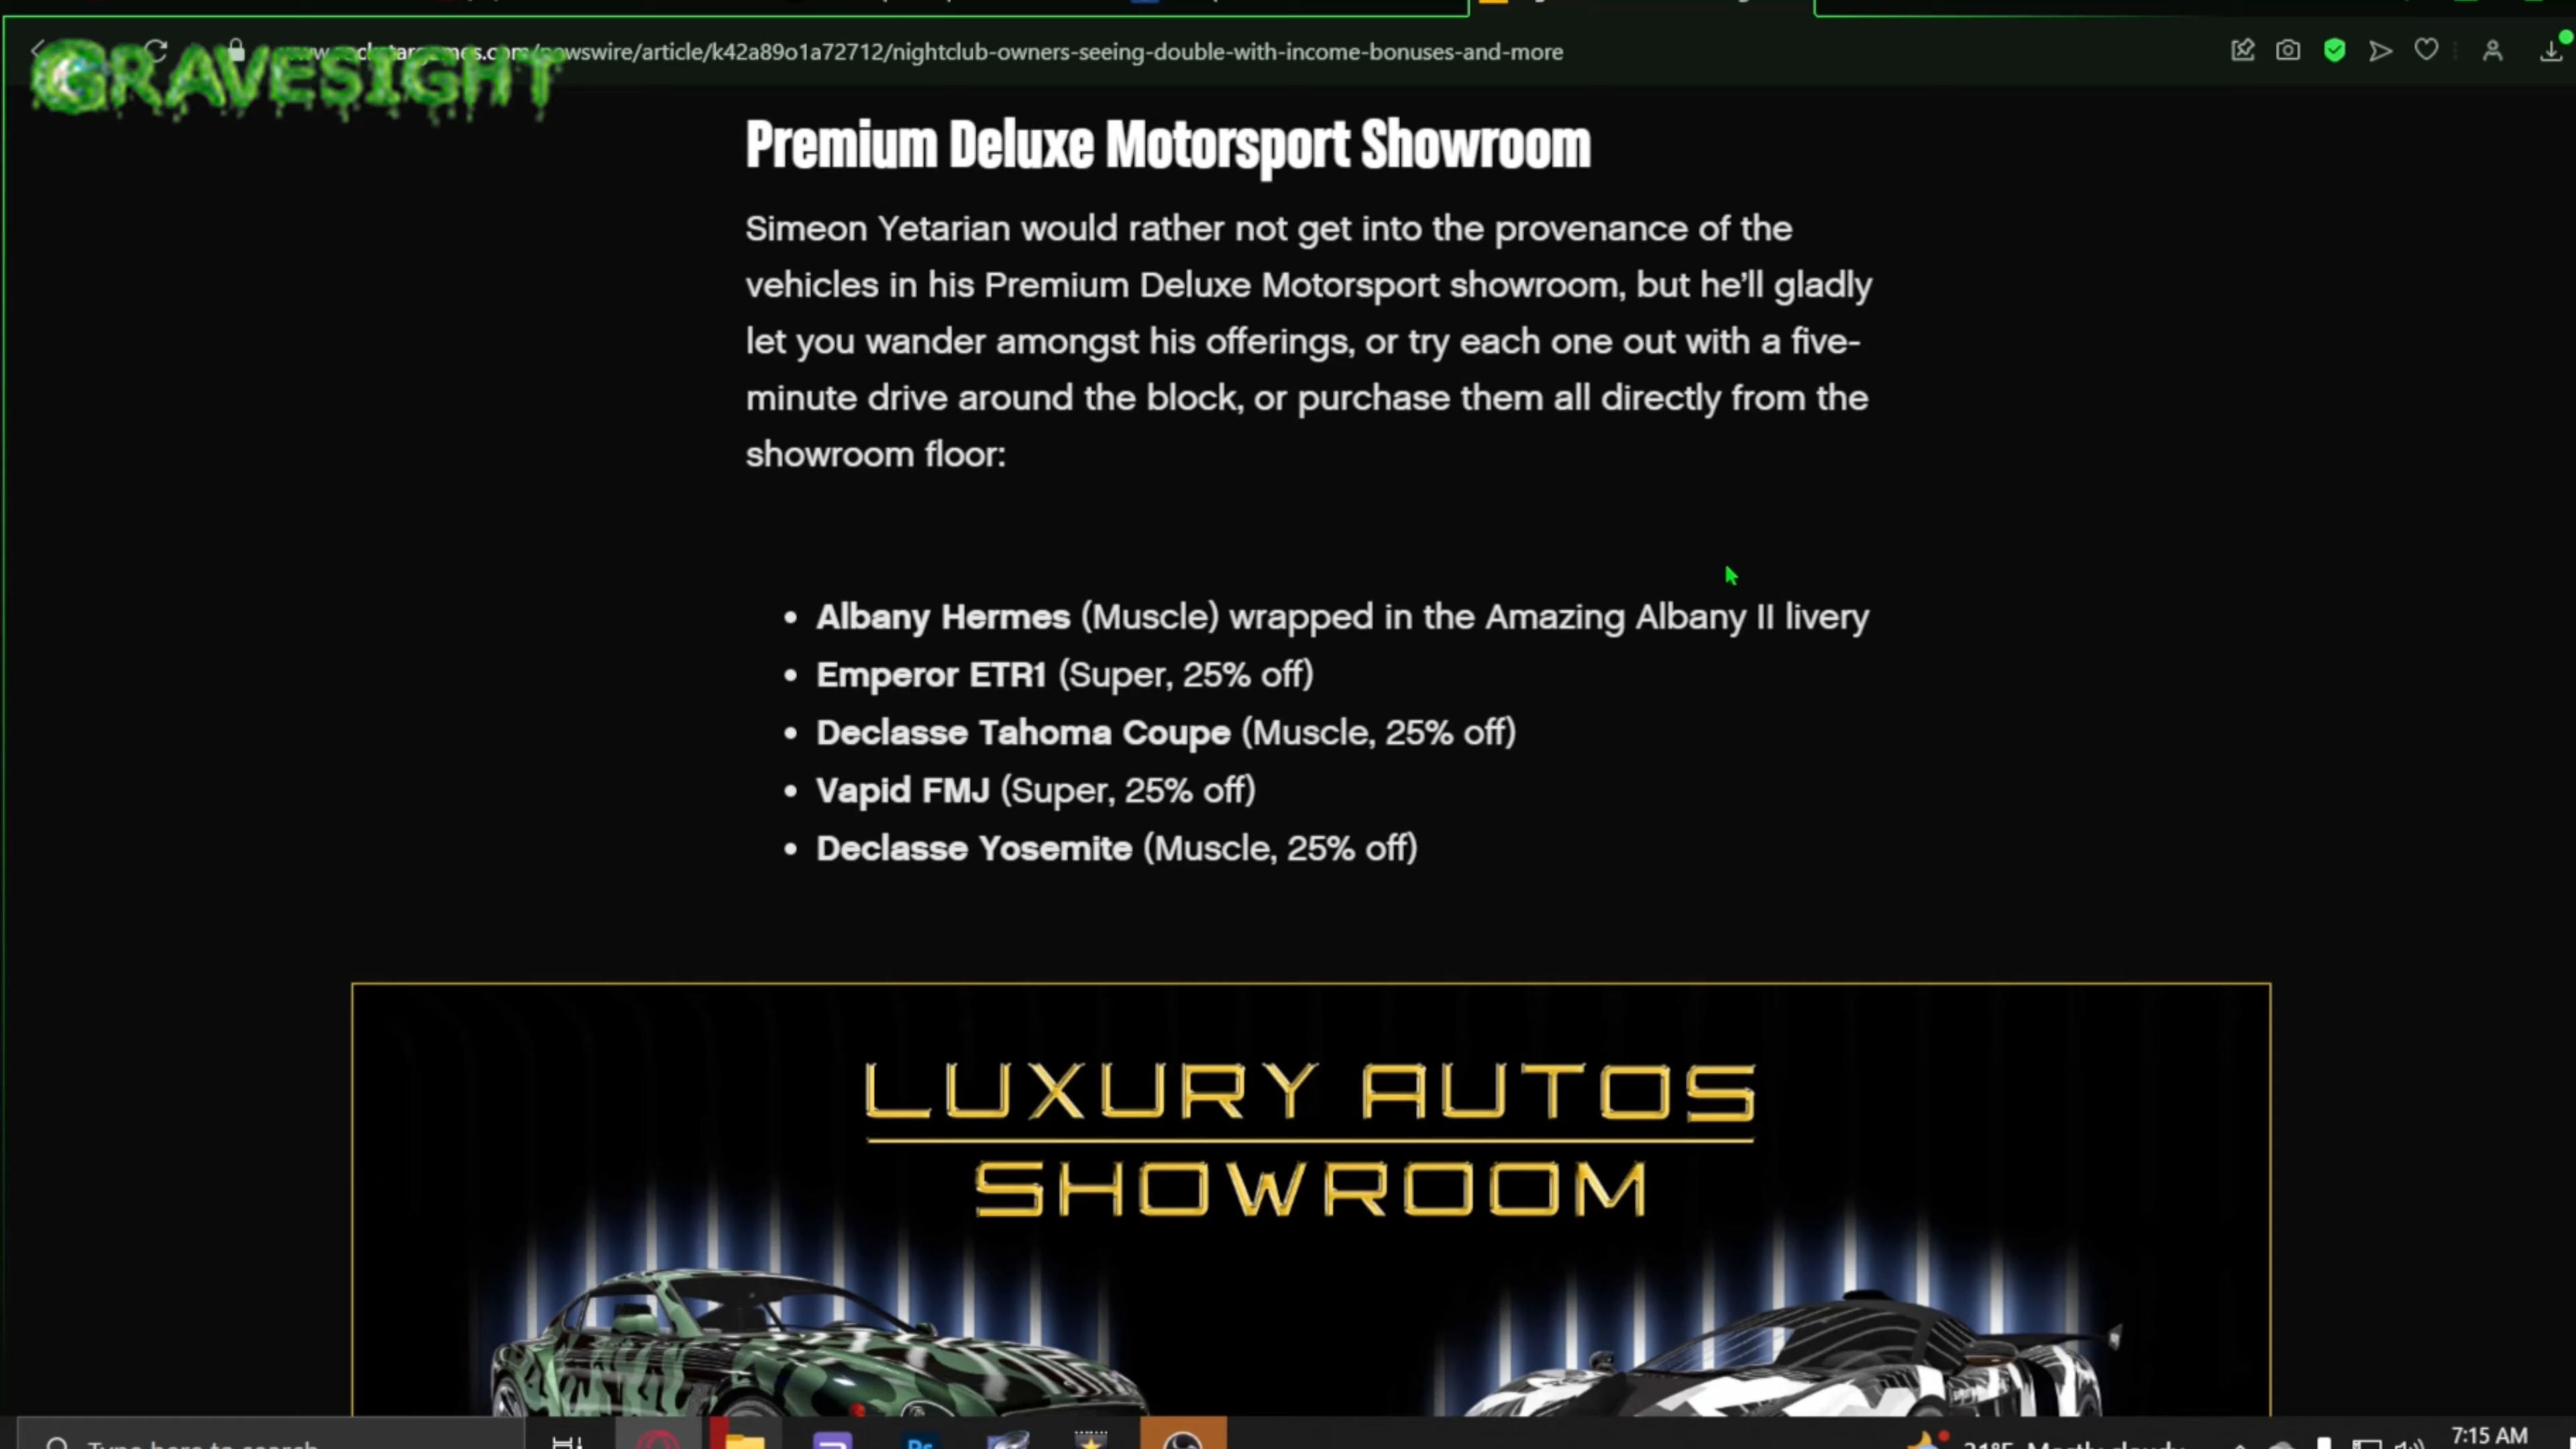 GRAVESIGHT
/newswire/article/k42a89o1a72712/nightclub-owners-seeing-double-with-income-bonuses-and-more
Premium Deluxe Motorsport Showroom
Simeon Yetarian would rather not get into the provenance of the
vehicles in his Premium Deluxe Motorsport showroom, but he'll gladly
let you wander amongst his offerings, or try each one out with a five-
minute drive around the block, or purchase them all directly from the
showroom floor:
• Albany Hermes (Muscle) wrapped in the Amazing Albany II livery
• Emperor ETR1 (Super, 25% off)
• Declasse Tahoma Coupe (Muscle, 25% off)
• Vapid FMJ (Super, 25% off)
• Declasse Yosemite (Muscle, 25% off)
LUXURY AUTOS
SHOWROOM
Type here to search
Ps
Mostly cloudy
7:15 AM